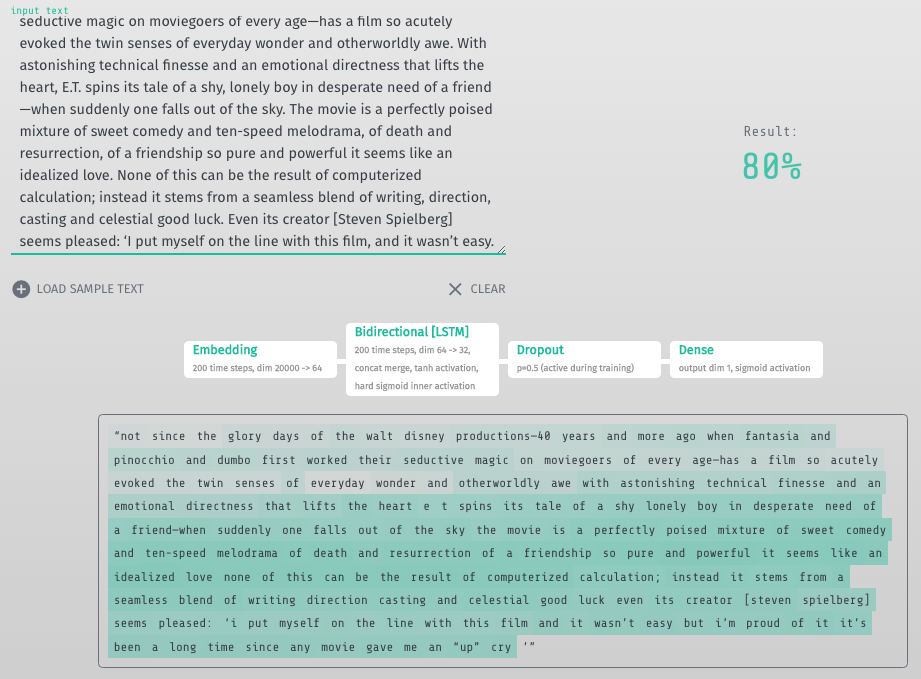 input text
seductive magic on moviegoers of every age—has a film so acutely
evoked the twin senses of everyday wonder and otherworldly awe. With
astonishing technical finesse and an emotional directness that lifts the
heart, E.T. spins its tale of a shy, lonely boy in desperate need of a friend
—when suddenly one falls out of the sky. The movie is a perfectly poised
mixture of sweet comedy and ten-speed melodrama, of death and
resurrection, of a friendship so pure and powerful it seems like an
idealized love. None of this can be the result of computerized
calculation; instead it stems from a seamless blend of writing, direction,
casting and celestial good luck. Even its creator [Steven Spielberg]
seems pleased: ‘I put myself on the line with this film, and it wasn’t easy.
Result:
80%
LOAD SAMPLE TEXT
CLEAR
Embedding
200 time steps, dim 20000 -> 64
Bidirectional [LSTM]
200 time steps, dim 64 -> 32,
concat merge, tanh activation,
hard sigmoid inner activation
Dropout
p=0.5 (active during training)
Dense
output dim 1, sigmoid activation
“not since the glory days of the walt disney productions—40 years and more ago when fantasia and
pinocchio and dumbo first worked their seductive magic on moviegoers of every age—has a film so acutely
evoked the twin senses of everyday wonder and otherworldly awe with astonishing technical finesse and an
emotional directness that lifts the heart e t spins its tale of a shy lonely boy in desperate need of
a friend—when suddenly one falls out of the sky the movie is a perfectly poised mixture of sweet comedy
and ten-speed melodrama of death and resurrection of a friendship so pure and powerful it seems like an
idealized love none of this can be the result of computerized calculation; instead it stems from a
seamless blend of writing direction casting and celestial good luck even its creator [steven spielberg]
seems pleased: ‘i put myself on the line with this film and it wasn’t easy but i’m proud of it it’s
been a long time since any movie gave me an “up” cry ’”